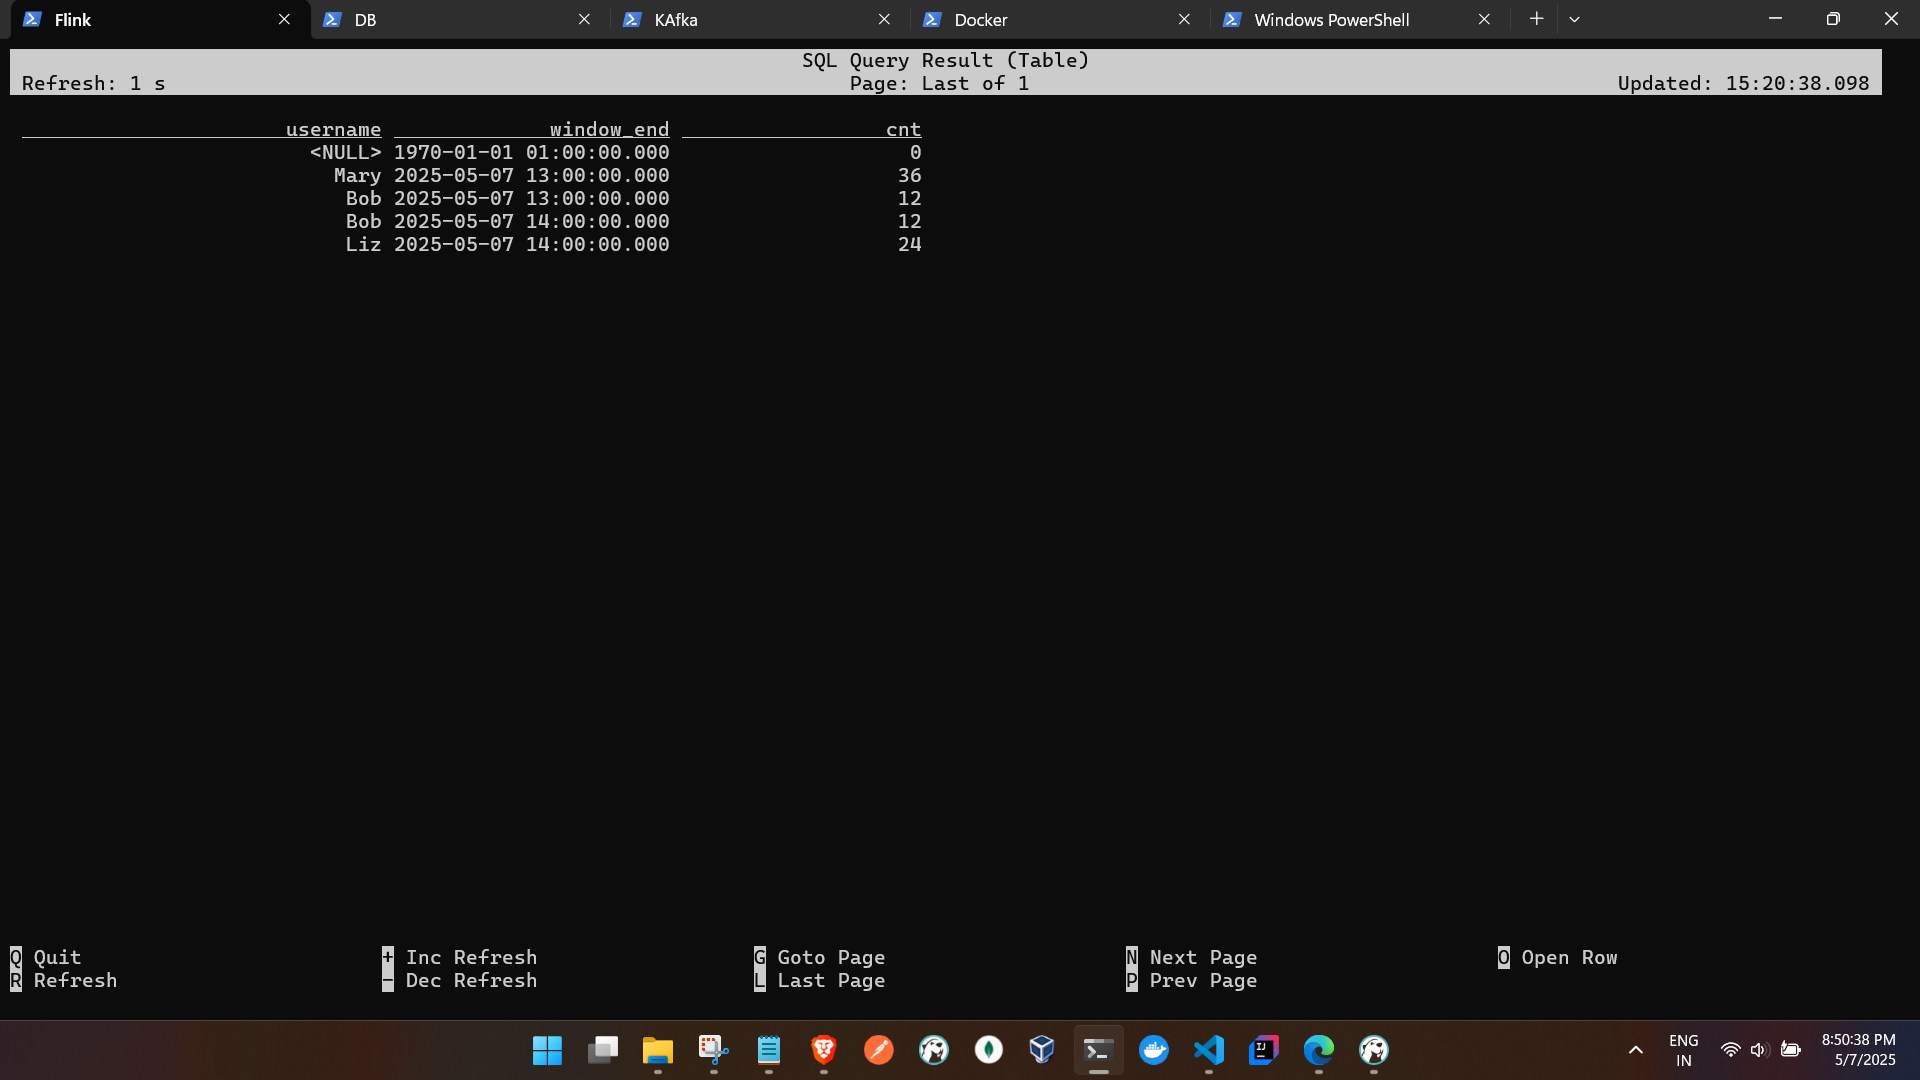 Flink DB KAfka Docker Windows PowerShell
SQL Query Result (Table)
Refresh: 1 s Page: Last of 1 Updated: 15:20:38.098
username window_end cnt
<NULL> 1970-01-01 01:00:00.000 0
Mary 2025-05-07 13:00:00.000 36
Bob 2025-05-07 13:00:00.000 12
Bob 2025-05-07 14:00:00.000 12
Liz 2025-05-07 14:00:00.000 24
Q Quit + Inc Refresh G Goto Page N Next Page O Open Row
R Refresh - Dec Refresh L Last Page P Prev Page
ENG 8:50:38 PM
IN 5/7/2025